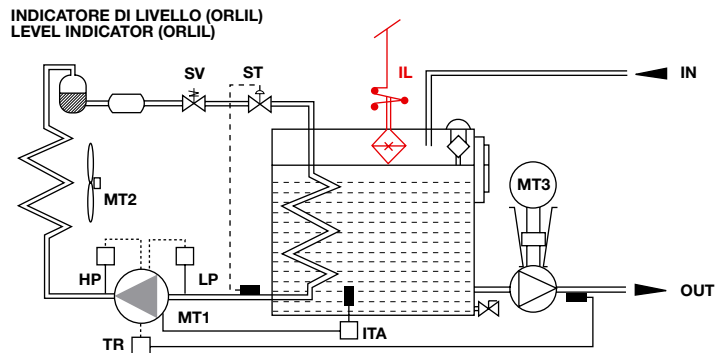 INDICATORE DI LIVELLO (ORLIL)
LEVEL INDICATOR (ORLIL)
SV
ST
IL
IN
MT2
MT3
HP
LP
MT1
OUT
TR
ITA